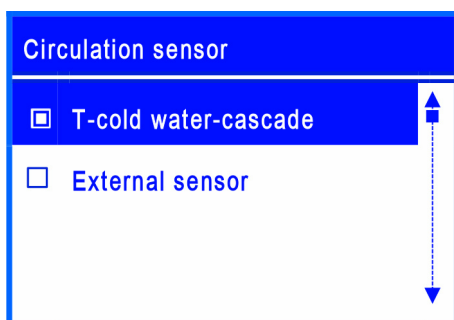 Circulation sensor
T-cold water-cascade
External sensor